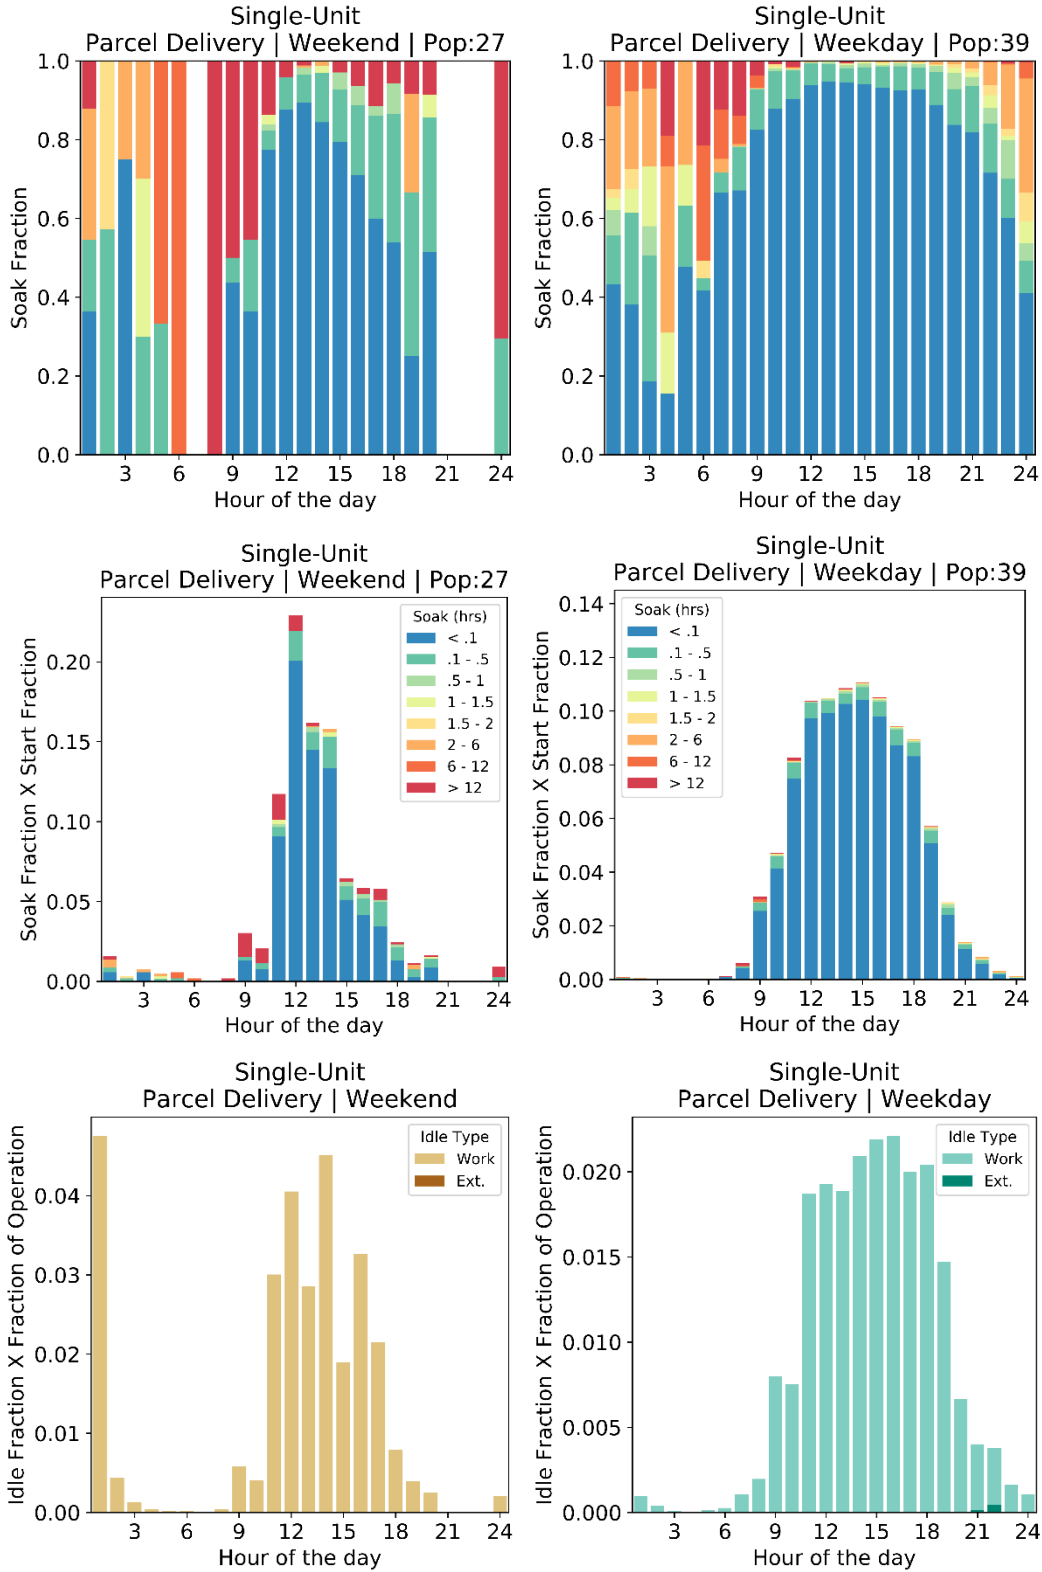 Single-Unit
Parcel Delivery | Weekend | Pop:27
1.0
0.8
0.6
0.4
0.2
0.0
Soak Fraction
3 6 9 12 15 18 24
Hour of the day
Single-Unit
Parcel Delivery | Weekday | Pop:39
1.0
0.8
0.6
0.4
0.2
0.0
Soak Fraction
3 6 9 12 15 18 21 24
Hour of the day
Single-Unit
Parcel Delivery | Weekend | Pop:27
Soak (hrs)
< .1
.1 - .5
.5 - 1
1 - 1.5
1.5 - 2
2 - 6
6 - 12
> 12
0.20
0.15
0.10
0.05
0.00
Soak Fraction X Start Fraction
3 6 9 12 15 18 21 24
Hour of the day
Single-Unit
Parcel Delivery | Weekday | Pop:39
Soak (hrs)
< .1
.1 - .5
.5 - 1
1 - 1.5
1.5 - 2
2 - 6
6 - 12
> 12
0.14
0.12
0.10
0.08
0.06
0.04
0.02
0.00
Soak Fraction X Start Fraction
3 6 9 12 15 18 21 24
Hour of the day
Single-Unit
Parcel Delivery | Weekend
Idle Type
Work
Ext.
0.04
0.03
0.02
0.01
0.00
Idle Fraction X Fraction of Operation
3 6 9 12 15 18 21 24
Hour of the day
Single-Unit
Parcel Delivery | Weekday
Idle Type
Work
Ext.
0.020
0.015
0.010
0.005
0.000
Idle Fraction X Fraction of Operation
3 6 9 12 15 18 21 24
Hour of the day